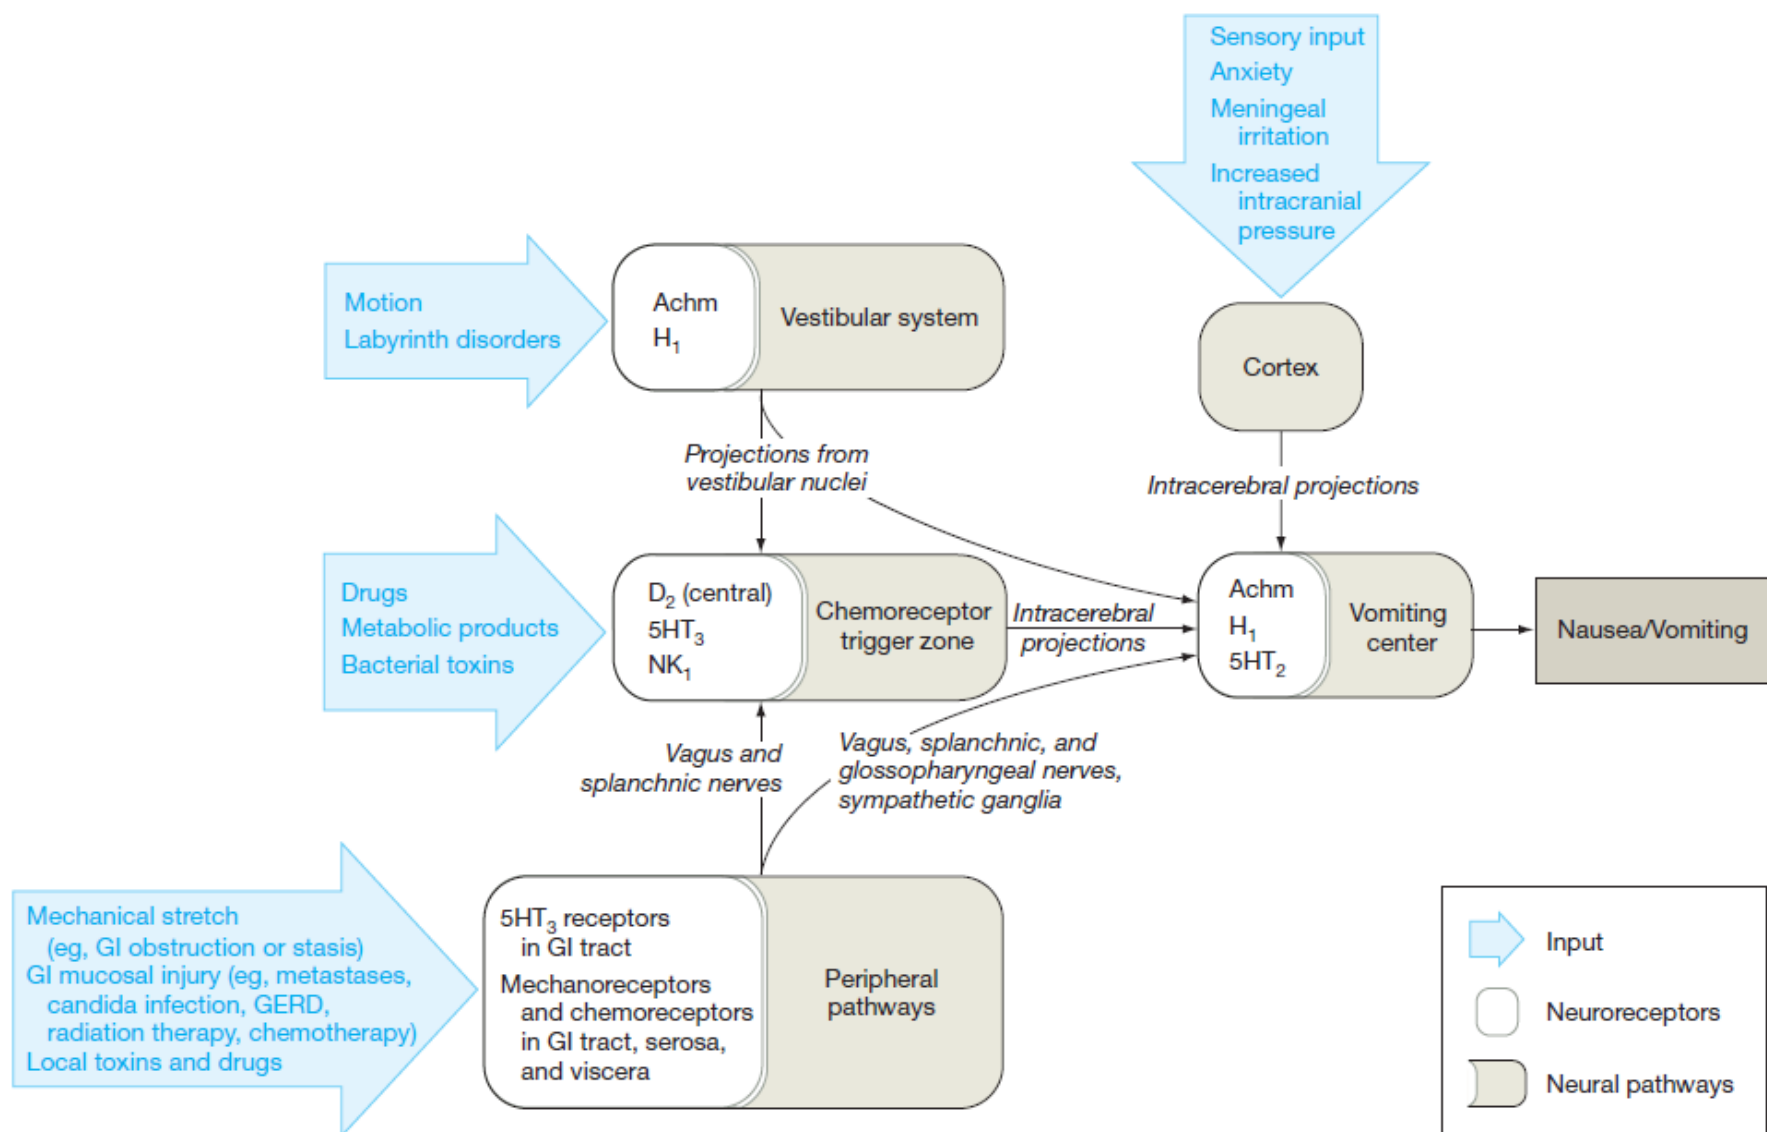 Sensory input
Anxiety
Meningeal
irritation
Increased
intracranial
pressure
Motion
Labyrinth disorders
Achm
H₁
Vestibular system
Cortex
Projections from
vestibular nuclei
Intracerebral projections
Drugs
Metabolic products
Bacterial toxins
D₂ (central)
5HT₃
NK₁
Chemoreceptor
trigger zone
Intracerebral
projections
Achm
H₁
5HT₂
Vomiting
center
Nausea/Vomiting
Vagus and
splanchnic nerves
Vagus, splanchnic, and
glossopharyngeal nerves,
sympathetic ganglia
Mechanical stretch
(eg, GI obstruction or stasis)
GI mucosal injury (eg, metastases,
candida infection, GERD,
radiation therapy, chemotherapy)
Local toxins and drugs
5HT₃ receptors
in GI tract
Mechanoreceptors
and chemoreceptors
in GI tract, serosa,
and viscera
Peripheral
pathways
Input
Neuroreceptors
Neural pathways